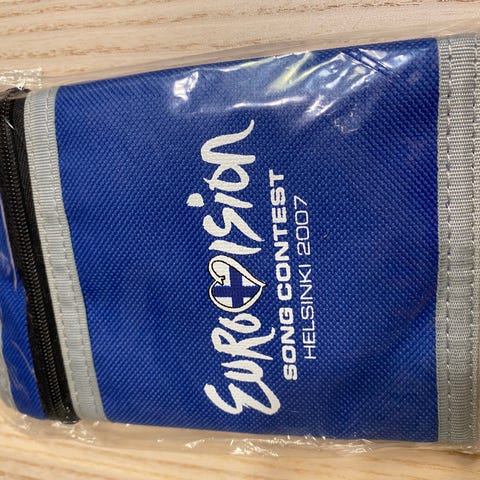 EUROVISION
SONG CONTEST
HELSINKI 2007